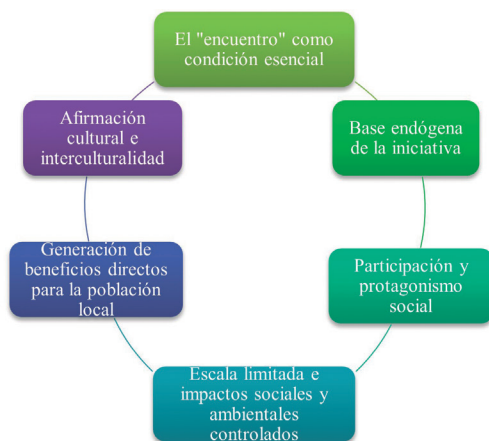 El "encuentro" como
condición esencial
Base endógena
de la iniciativa
Participación y
protagonismo
social
Escala limitada e
impactos sociales y
ambientales
controlados
Generación de
beneficios directos
para la población
local
Afirmación
cultural e
interculturalidad